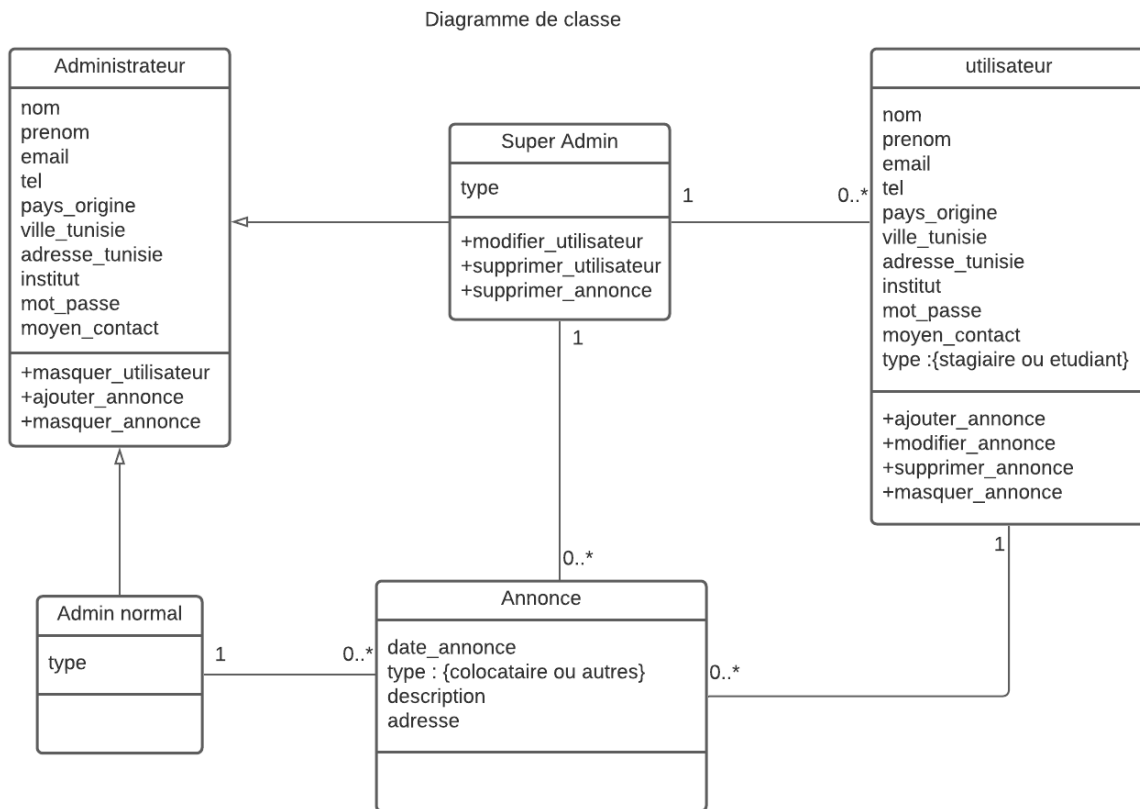 Diagramme de classe
Administrateur
nom
prenom
email
tel
pays_origine
ville_tunisie
adresse_tunisie
institut
mot_passe
moyen_contact
+masquer_utilisateur
+ajouter_annonce
+masquer_annonce
Super Admin
type
+modifier_utilisateur
+supprimer_utilisateur
+supprimer_annonce
1
0..*
utilisateur
nom
prenom
email
tel
pays_origine
ville_tunisie
adresse_tunisie
institut
mot_passe
moyen_contact
type :{stagiaire ou etudiant}
+ajouter_annonce
+modifier_annonce
+supprimer_annonce
+masquer_annonce
1
0..*
1
0..*
Admin normal
type
1
0..*
Annonce
date_annonce
type : {colocataire ou autres}
description
adresse